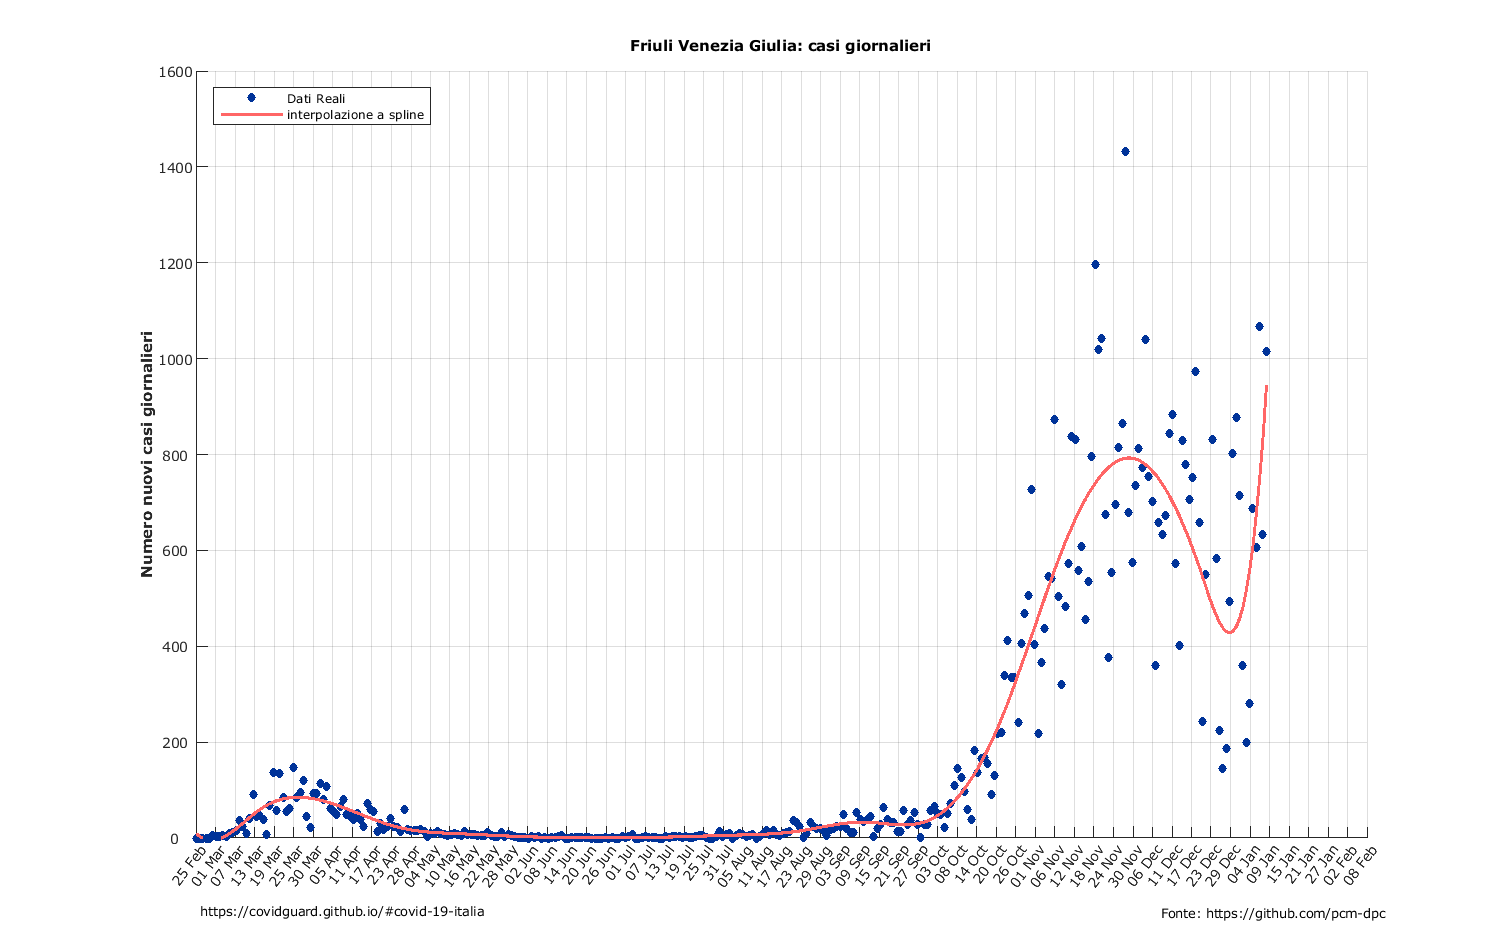 Friuli Venezia Giulia: casi giornalieri
Dati Reali
interpolazione a spline
Numero nuovi casi giornalieri
1600
1400
1200
1000
800
600
400
200
0
25 Feb
01 Mar
07 Mar
13 Mar
19 Mar
25 Mar
30 Mar
05 Apr
11 Apr
17 Apr
23 Apr
28 Apr
04 May
10 May
16 May
22 May
28 May
02 Jun
08 Jun
14 Jun
20 Jun
26 Jun
01 Jul
07 Jul
13 Jul
19 Jul
25 Jul
31 Jul
05 Aug
11 Aug
17 Aug
23 Aug
29 Aug
03 Sep
09 Sep
15 Sep
21 Sep
27 Sep
03 Oct
08 Oct
14 Oct
20 Oct
26 Oct
01 Nov
06 Nov
12 Nov
18 Nov
24 Nov
30 Nov
06 Dec
11 Dec
17 Dec
23 Dec
29 Dec
04 Jan
09 Jan
15 Jan
21 Jan
27 Jan
02 Feb
08 Feb
https://covidguard.github.io/#covid-19-italia
Fonte: https://github.com/pcm-dpc